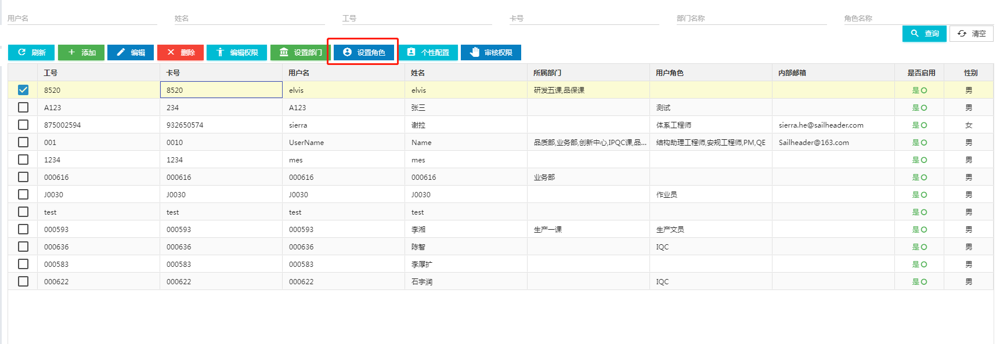 用户名 姓名 工号 卡号 部门名称 角色名称
查询 清空
刷新 添加 编辑 删除 编辑权限 设置部门 设置角色 个性配置 审核权限
工号 卡号 用户名 姓名 所属部门 用户角色 内部邮箱 是否启用 性别
8520 8520 elvis elvis 研发五课,品保课 是 男
A123 234 A123 张三 测试 是 男
875002594 932650574 sierra 谢拉 体系工程师 sierra.he@sailheader.com 是 女
001 0010 UserName Name 品质部,业务部,创新中心,IPQC课,品... 结构助理工程师,安规工程师,PM,QE Sailheader@163.com 是 男
1234 1234 mes mes 是 男
000616 000616 000616 000616 业务部 是 男
J0030 J0030 J0030 J0030 作业员 是 男
test test test test 是 男
000593 000593 000593 李湘 生产一课 生产文员 是 男
000636 000636 000636 陈智 IQC 是 男
000583 000583 000583 李厚扩 是 男
000622 000622 000622 石宇润 IQC 是 男